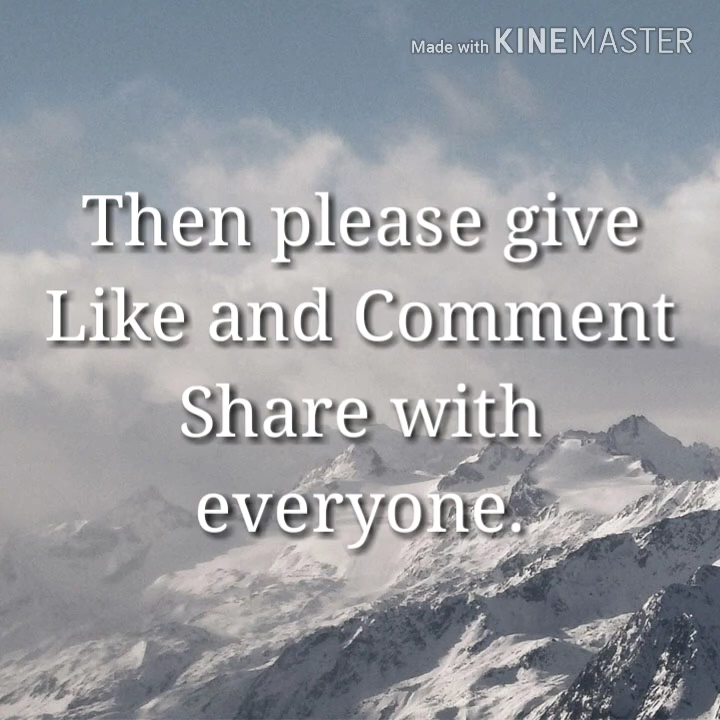 Made with KINEMASTER
Then please give
Like and Comment
Share with
everyone.